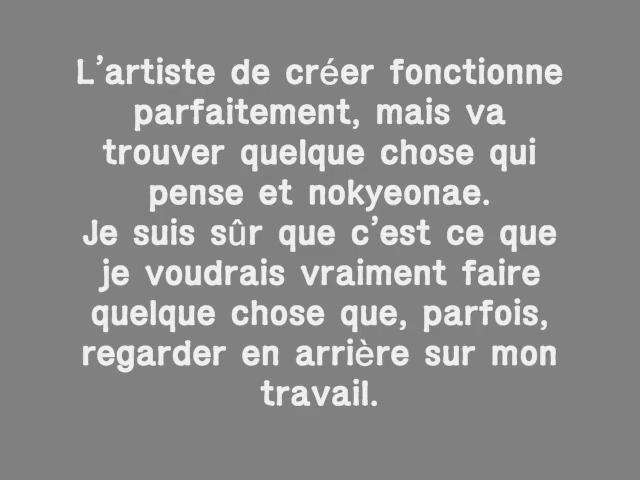 L’artiste de créer fonctionne
parfaitement, mais va
trouver quelque chose qui
pense et nokyeonae.
Je suis sûr que c’est ce que
je voudrais vraiment faire
quelque chose que, parfois,
regarder en arrière sur mon
travail.